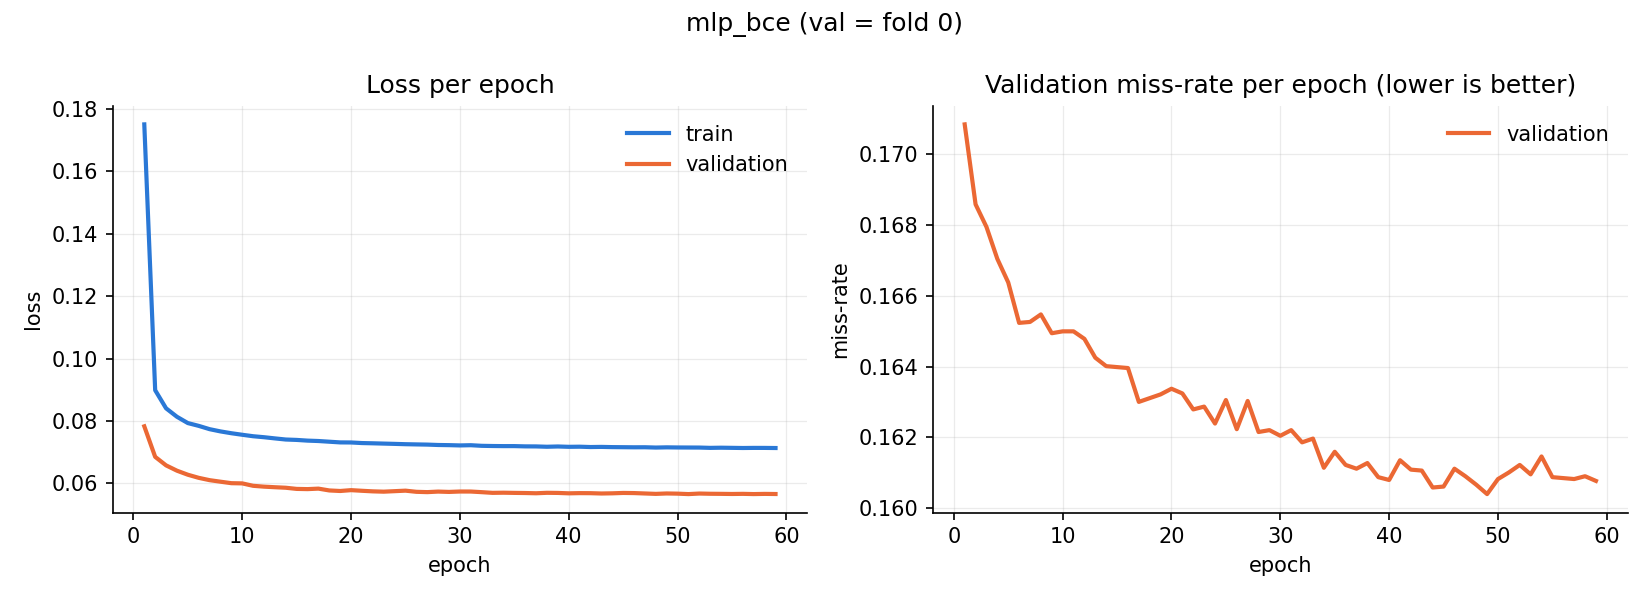 mlp_bce (val = fold 0)
Loss per epoch
train
validation
0.18
0.16
0.14
0.12
0.10
0.08
0.06
loss
0 10 20 30 40 50 60
epoch
Validation miss-rate per epoch (lower is better)
validation
0.170
0.168
0.166
0.164
0.162
0.160
miss-rate
0 10 20 30 40 50 60
epoch